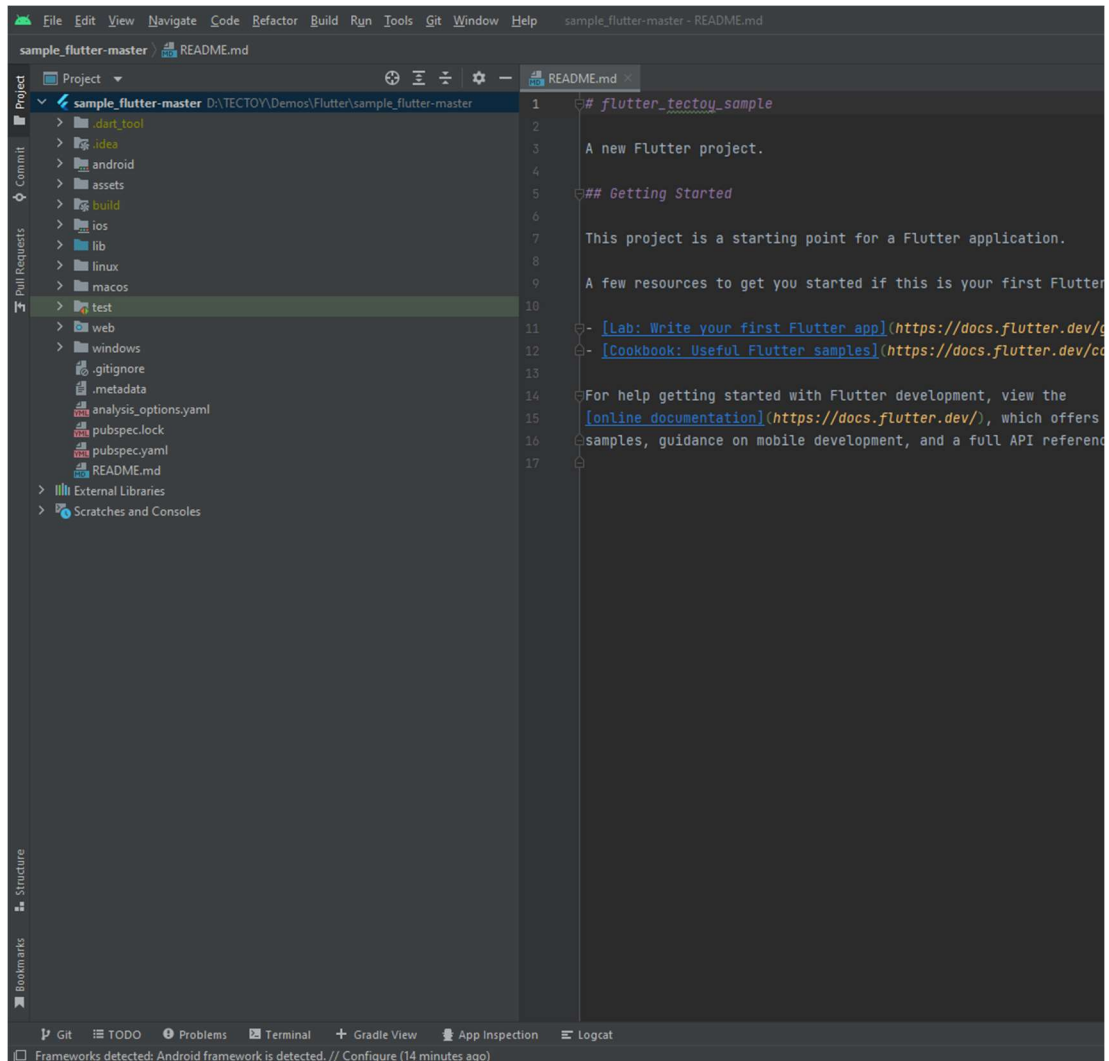 File Edit View Navigate Code Refactor Build Run Tools Git Window Help sample_flutter-master - README.md
sample_flutter-master README.md
Project
README.md
Project
Commit
Pull Requests
sample_flutter-master D:\TECTOY\Demos\Flutter\sample_flutter-master
.dart_tool
.idea
android
assets
build
ios
lib
linux
macos
test
web
windows
.gitignore
.metadata
analysis_options.yaml
pubspec.lock
pubspec.yaml
README.md
External Libraries
Scratches and Consoles
1 # flutter_tectoy_sample
2
3 A new Flutter project.
4
5 ## Getting Started
6
7 This project is a starting point for a Flutter application.
8
9 A few resources to get you started if this is your first Flutter
10
11 - [Lab: Write your first Flutter app](https://docs.flutter.dev/g
12 - [Cookbook: Useful Flutter samples](https://docs.flutter.dev/co
13
14 For help getting started with Flutter development, view the
15 [online documentation](https://docs.flutter.dev/), which offers
16 samples, guidance on mobile development, and a full API referenc
17
Structure
Bookmarks
Git TODO Problems Terminal Gradle View App Inspection Logcat
Frameworks detected: Android framework is detected. // Configure (14 minutes ago)